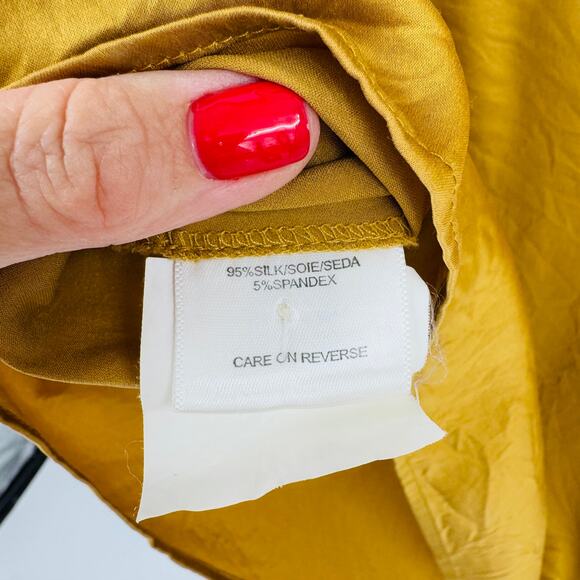 95%SILK/SOIE/SEDA
5%SPANDEX
CARE ON REVERSE